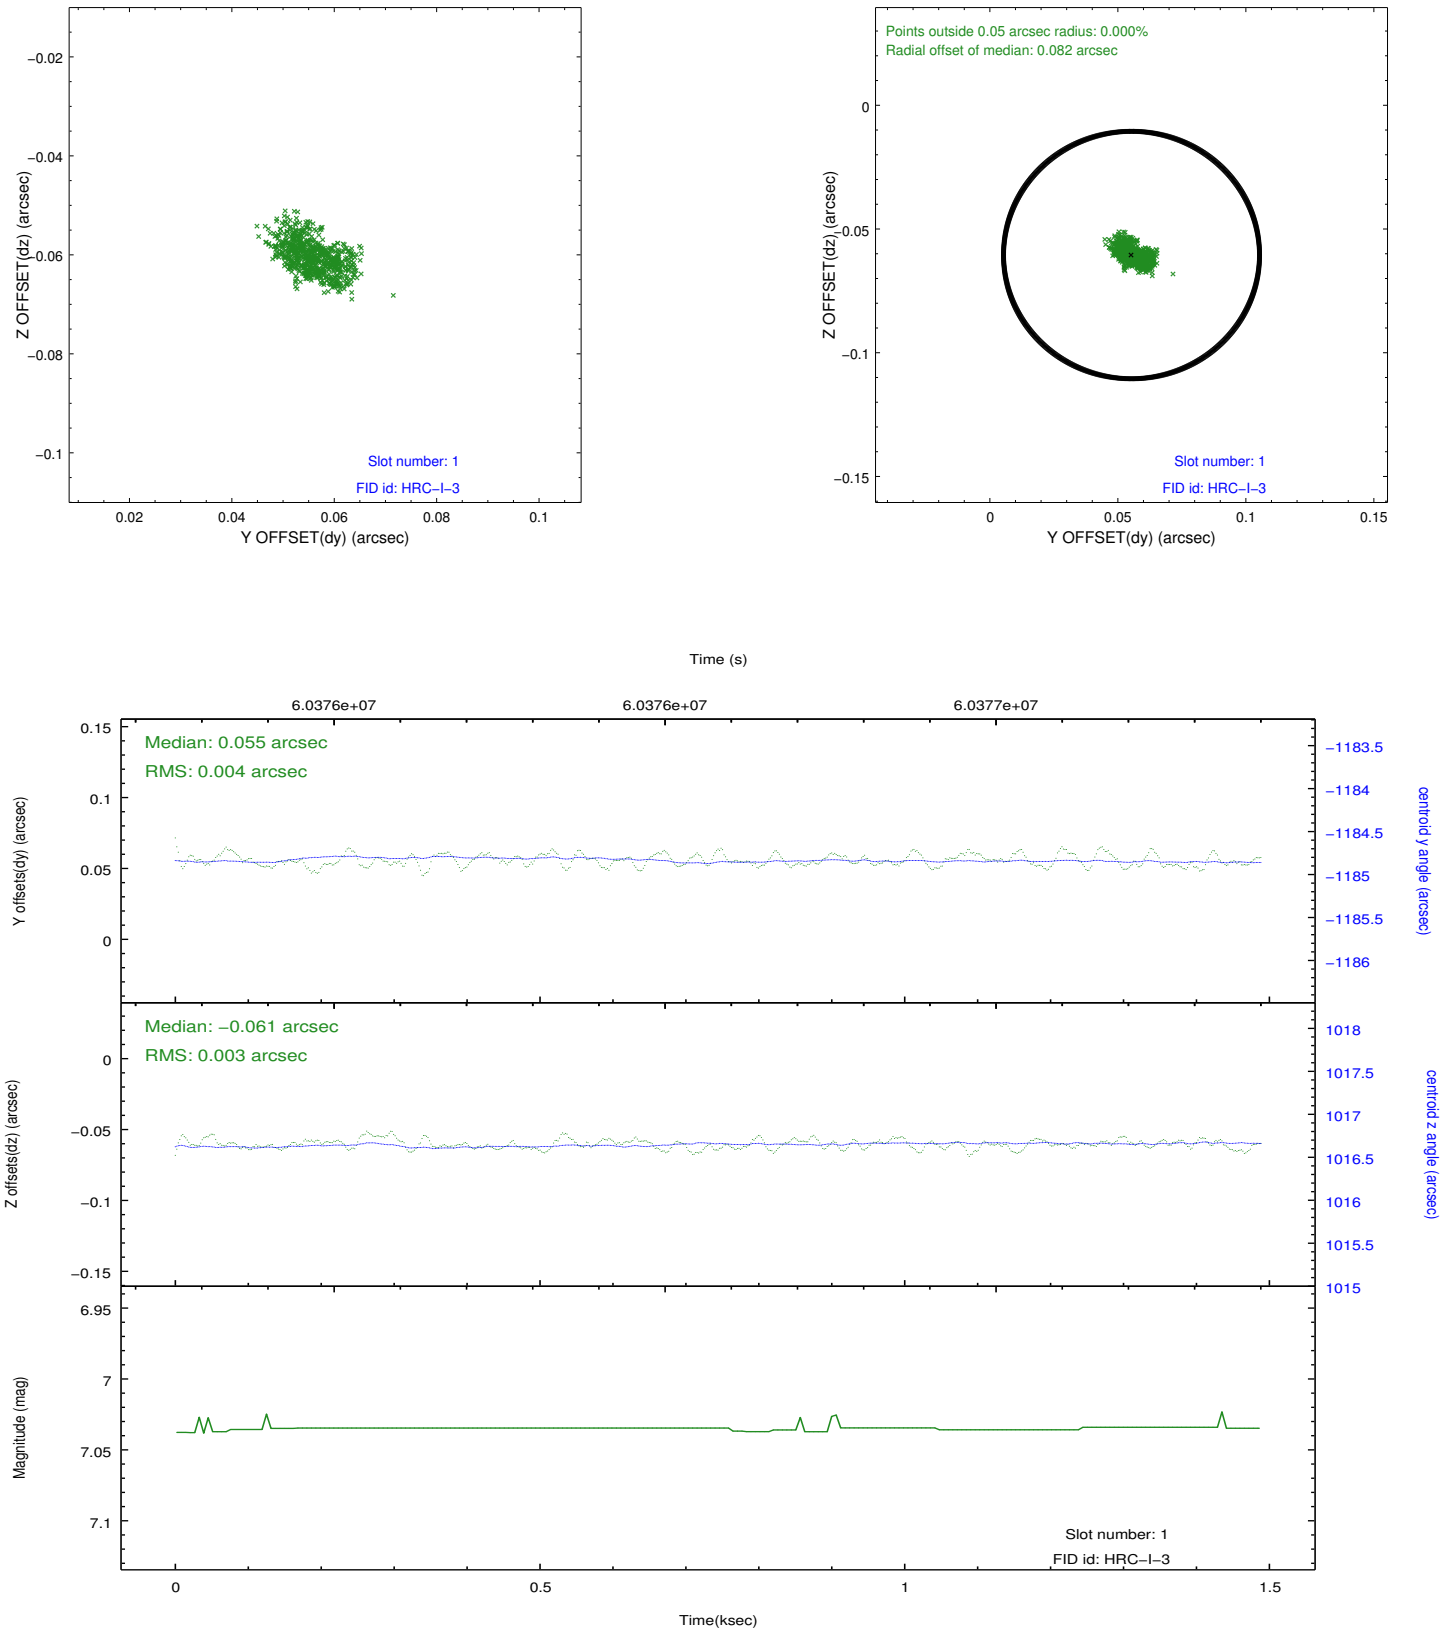 −0.02
−0.04
−0.06
−0.08
−0.1
Z OFFSET(dz) (arcsec)
Slot number: 1
FID id: HRC−I−3
0.02
0.04
0.06
0.08
0.1
Y OFFSET(dy) (arcsec)
Points outside 0.05 arcsec radius: 0.000%
Radial offset of median: 0.082 arcsec
0
−0.05
−0.1
−0.15
Z OFFSET(dz) (arcsec)
Slot number: 1
FID id: HRC−I−3
0
0.05
0.1
0.15
Y OFFSET(dy) (arcsec)
Time (s)
6.0376e+07
6.0376e+07
6.0377e+07
Median: 0.055 arcsec
RMS: 0.004 arcsec
0.15
0.1
0.05
0
Y offsets(dy) (arcsec)
−1183.5
−1184
−1184.5
−1185
−1185.5
−1186
centroid y angle (arcsec)
Median: −0.061 arcsec
RMS: 0.003 arcsec
0
−0.05
−0.1
−0.15
Z offsets(dz) (arcsec)
1018
1017.5
1017
1016.5
1016
1015.5
1015
centroid z angle (arcsec)
6.95
7
7.05
7.1
Magnitude (mag)
Slot number: 1
FID id: HRC−I−3
0
0.5
1
1.5
Time(ksec)